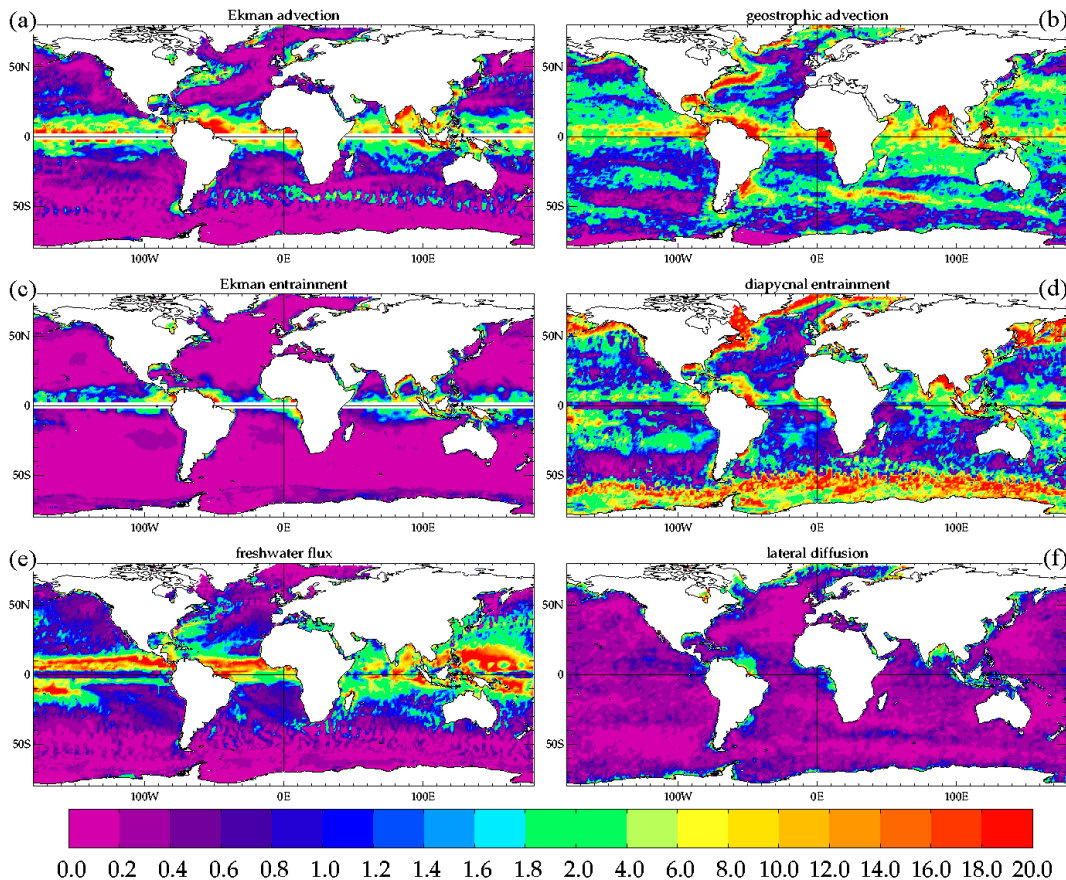 (a) Ekman advection
geostrophic advection (b)
50N 50N
0 0
50S 50S
100W 0E 100E 100W 0E 100E
(c) Ekman entrainment
diapycnal entrainment (d)
50N 50N
0 0
50S 50S
100W 0E 100E 100W 0E 100E
(e) freshwater flux
lateral diffusion (f)
50N 50N
0 0
50S 50S
100W 0E 100E 100W 0E 100E
0.0 0.2 0.4 0.6 0.8 1.0 1.2 1.4 1.6 1.8 2.0 4.0 6.0 8.0 10.0 12.0 14.0 16.0 18.0 20.0